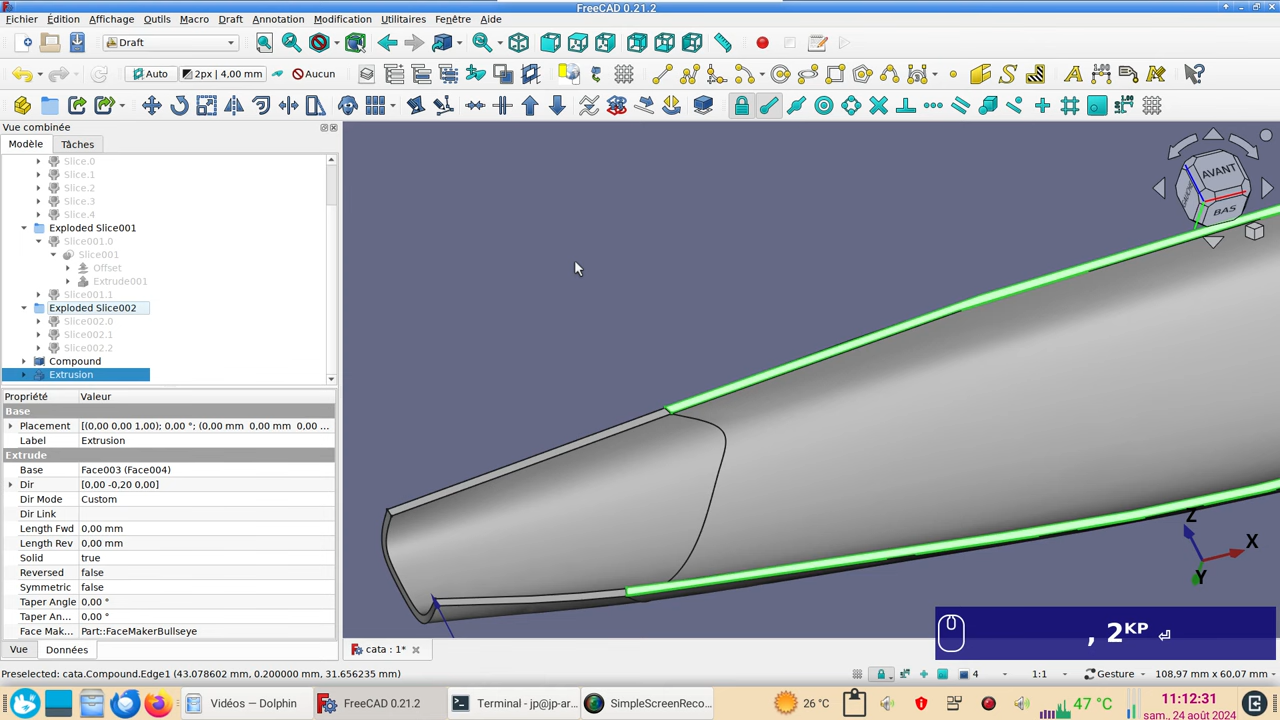 FreeCAD 0.21.2
Fichier Édition Affichage Outils Macro Draft Annotation Modification Utilitaires Fenêtre Aide
Draft
Auto 2px | 4,00 mm Aucun
Vue combinée
Modèle Tâches
Slice.0
Slice.1
Slice.2
Slice.3
Slice.4
Exploded Slice001
Slice001.0
Slice001
Offset
Extrude001
Slice001.1
Exploded Slice002
Slice002.0
Slice002.1
Slice002.2
Compound
Extrusion
Propriété Valeur
Base
Placement [(0,00 0,00 1,00); 0,00 °; (0,00 mm 0,00 mm 0,00 ...
Label Extrusion
Extrude
Base Face003 (Face004)
Dir [0,00 -0,20 0,00]
Dir Mode Custom
Dir Link
Length Fwd 0,00 mm
Length Rev 0,00 mm
Solid true
Reversed false
Symmetric false
Taper Angle 0,00 °
Taper An... 0,00 °
Face Mak... Part::FaceMakerBullseye
Vue Données
AVANT
BAS
Z
X
Y
, 2KP ⏎
cata : 1*
Preselected: cata.Compound.Edge1 (43.078602 mm, 0.200000 mm, 31.656235 mm)
4 1:1 Gesture 108.97 mm x 60.07 mm
Vidéos — Dolphin
FreeCAD 0.21.2
Terminal - jp@jp-ar...
SimpleScreenReco...
26 °C
47 °C
11:12:31
sam., 24 août 2024